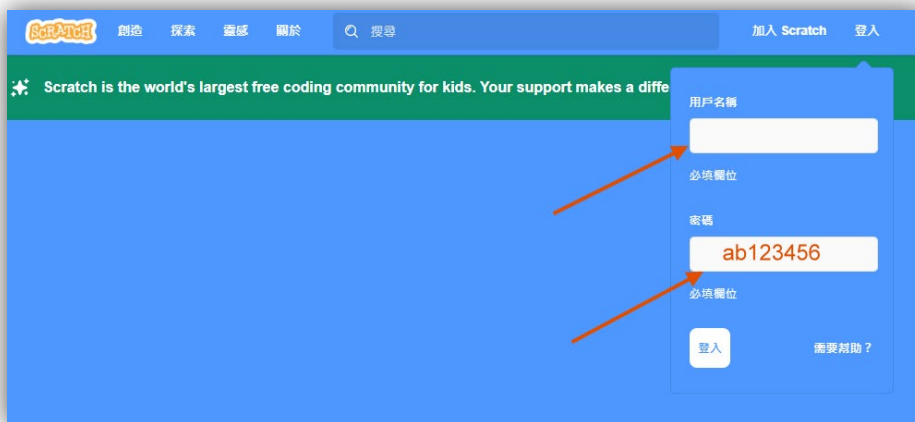 SCRATCH 創造 探索 靈感 關於 搜尋 加入 Scratch 登入
Scratch is the world's largest free coding community for kids. Your support makes a diffe
用戶名稱
必填欄位
密碼
ab123456
必填欄位
登入 需要幫助？